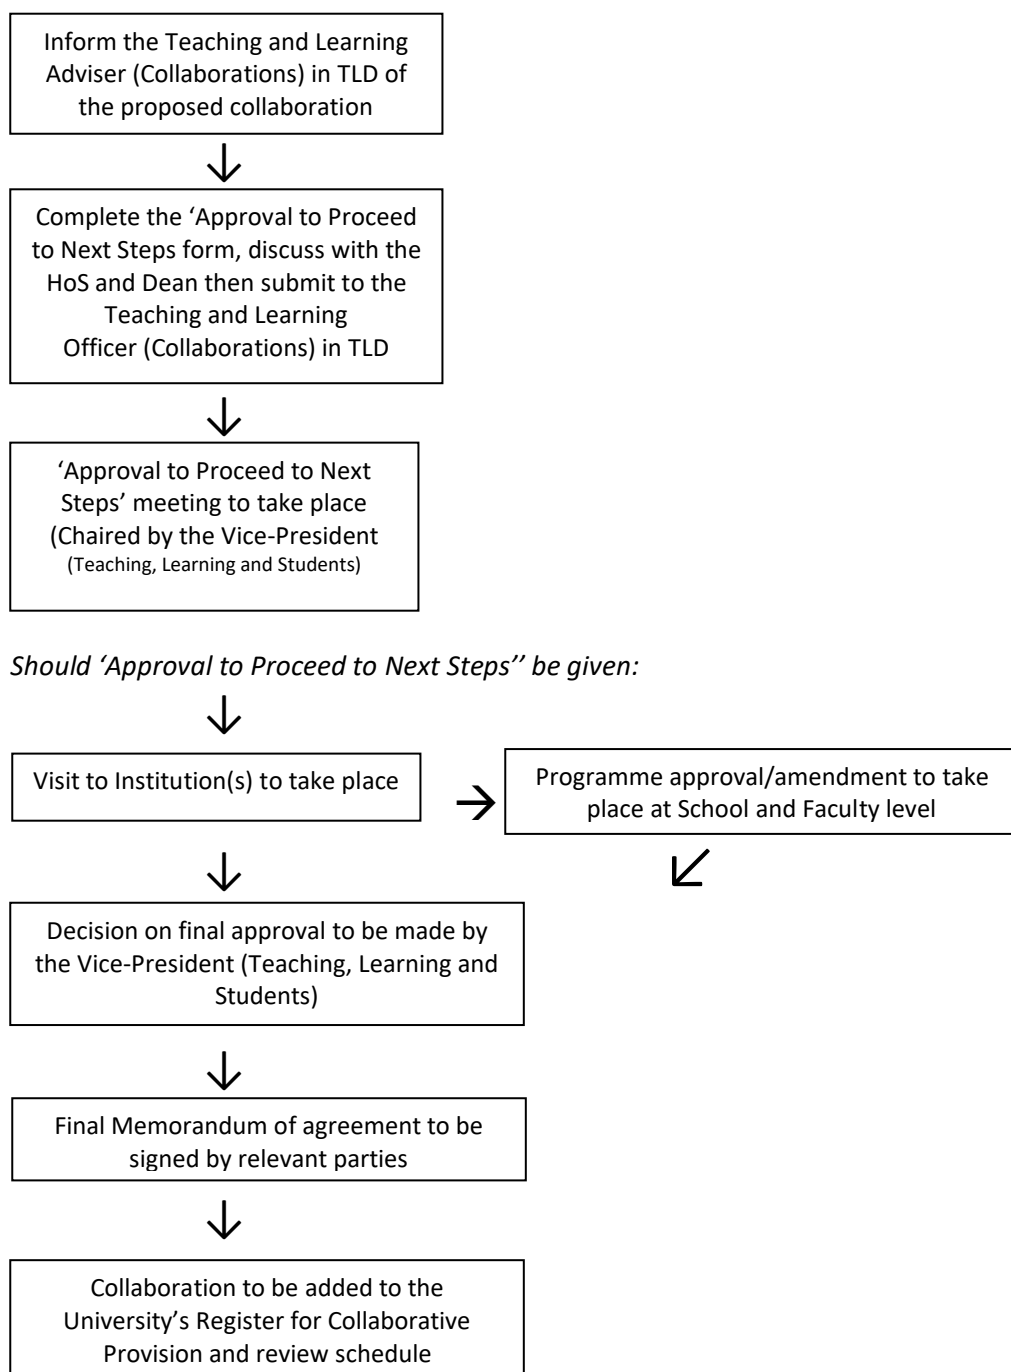 Inform the Teaching and Learning
Adviser (Collaborations) in TLD of
the proposed collaboration
Complete the ‘Approval to Proceed
to Next Steps form, discuss with the
HoS and Dean then submit to the
Teaching and Learning
Officer (Collaborations) in TLD
‘Approval to Proceed to Next
Steps’ meeting to take place
(Chaired by the Vice-President
(Teaching, Learning and Students)
Should ‘Approval to Proceed to Next Steps’’ be given:
Visit to Institution(s) to take place
Programme approval/amendment to take
place at School and Faculty level
Decision on final approval to be made by
the Vice-President (Teaching, Learning and
Students)
Final Memorandum of agreement to be
signed by relevant parties
Collaboration to be added to the
University’s Register for Collaborative
Provision and review schedule